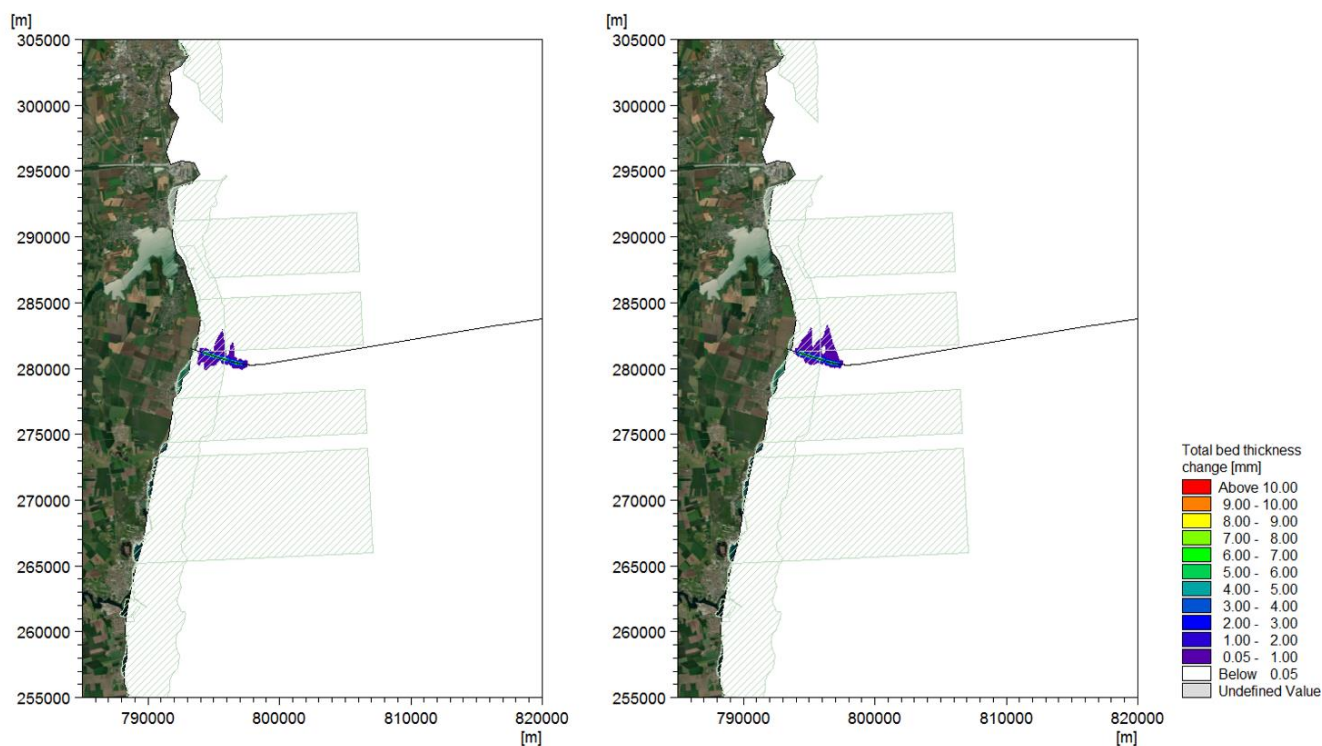 [m]
305000
300000
295000
290000
285000
280000
275000
270000
265000
260000
255000
790000 800000 810000 820000
[m]
[m]
305000
300000
295000
290000
285000
280000
275000
270000
265000
260000
255000
790000 800000 810000 820000
[m]
Total bed thickness
change [mm]
Above 10.00
9.00 - 10.00
8.00 - 9.00
7.00 - 8.00
6.00 - 7.00
5.00 - 6.00
4.00 - 5.00
3.00 - 4.00
2.00 - 3.00
1.00 - 2.00
0.05 - 1.00
Below 0.05
Undefined Value